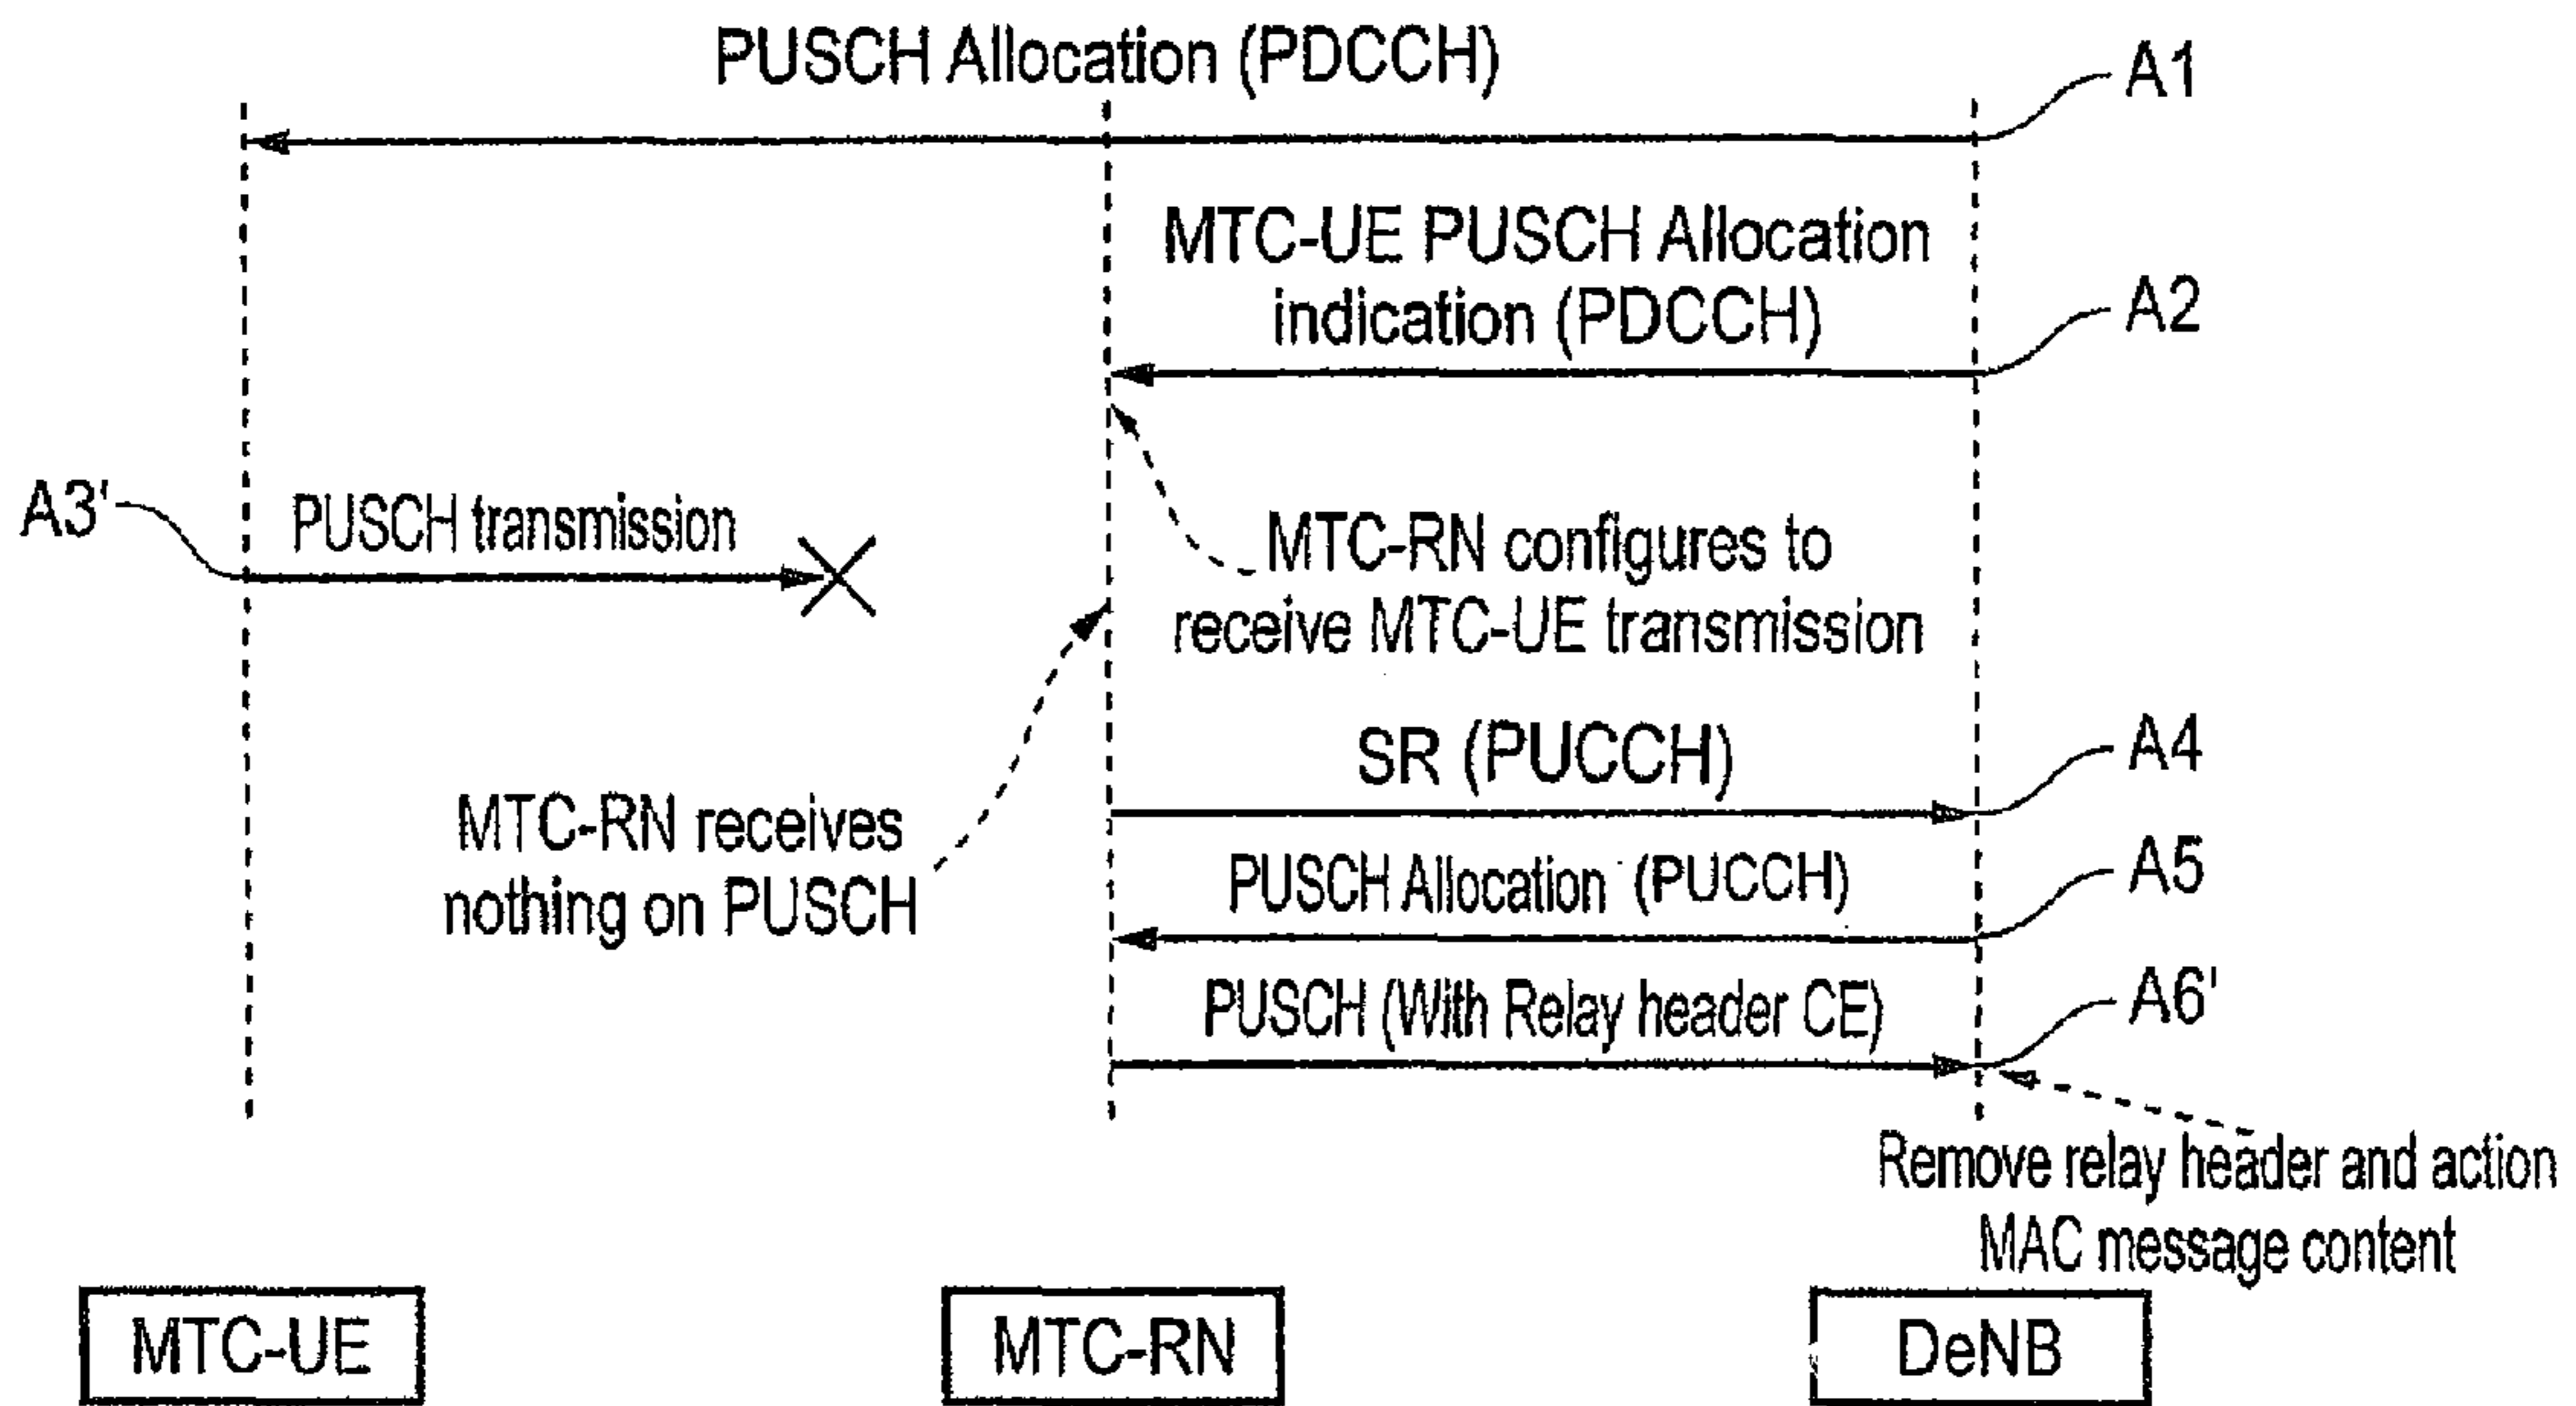 PUSCH Allocation (PDCCH)
A1
MTC-UE PUSCH Allocation
indication (PDCCH)
A2
A3'
PUSCH transmission
MTC-RN configures to
receive MTC-UE transmission
SR (PUCCH)
A4
MTC-RN receives
nothing on PUSCH
PUSCH Allocation (PUCCH)
A5
PUSCH (With Relay header CE)
A6'
Remove relay header and action
MAC message content
MTC-UE
MTC-RN
DeNB